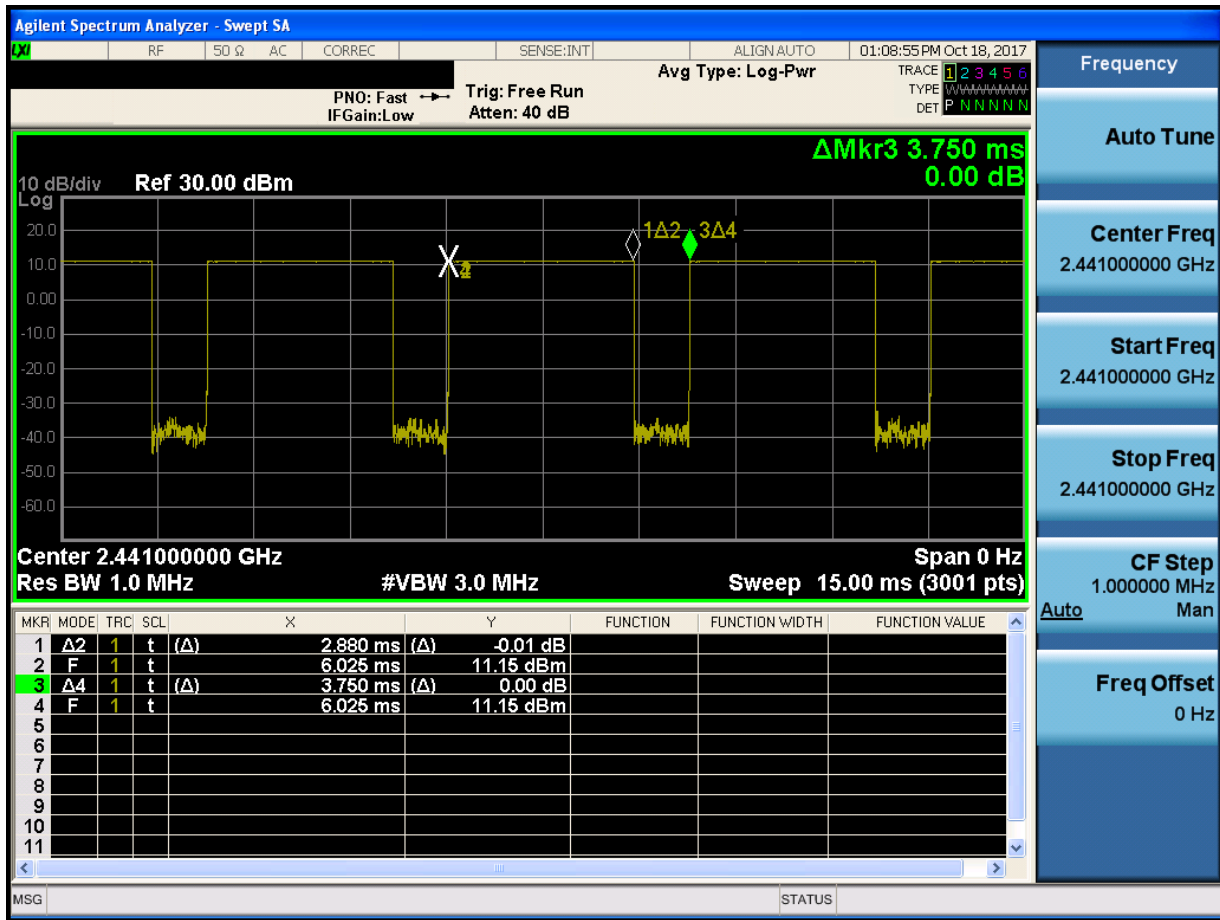 Agilent Spectrum Analyzer - Swept SA
LXI RF 50 Ω AC CORREC SENSE:INT ALIGN AUTO 01:08:55 PM Oct 18, 2017
Avg Type: Log-Pwr
TRACE 1 2 3 4 5 6
PNO: Fast Trig: Free Run
TYPE WWWWWW
IFGain:Low Atten: 40 dB
DET P N N N N N
ΔMkr3 3.750 ms
0.00 dB
10 dB/div Ref 30.00 dBm
Log
20.0
10.0
0.00
-10.0
-20.0
-30.0
-40.0
-50.0
-60.0
1Δ2 3Δ4
Center 2.441000000 GHz Span 0 Hz
Res BW 1.0 MHz #VBW 3.0 MHz Sweep 15.00 ms (3001 pts)
MKR MODE TRC SCL X Y FUNCTION FUNCTION WIDTH FUNCTION VALUE
1 Δ2 1 t (Δ) 2.880 ms (Δ) -0.01 dB
2 F 1 t 6.025 ms 11.15 dBm
3 Δ4 1 t (Δ) 3.750 ms (Δ) 0.00 dB
4 F 1 t 6.025 ms 11.15 dBm
5
6
7
8
9
10
11
MSG STATUS
Frequency
Auto Tune
Center Freq
2.441000000 GHz
Start Freq
2.441000000 GHz
Stop Freq
2.441000000 GHz
CF Step
1.000000 MHz
Auto Man
Freq Offset
0 Hz